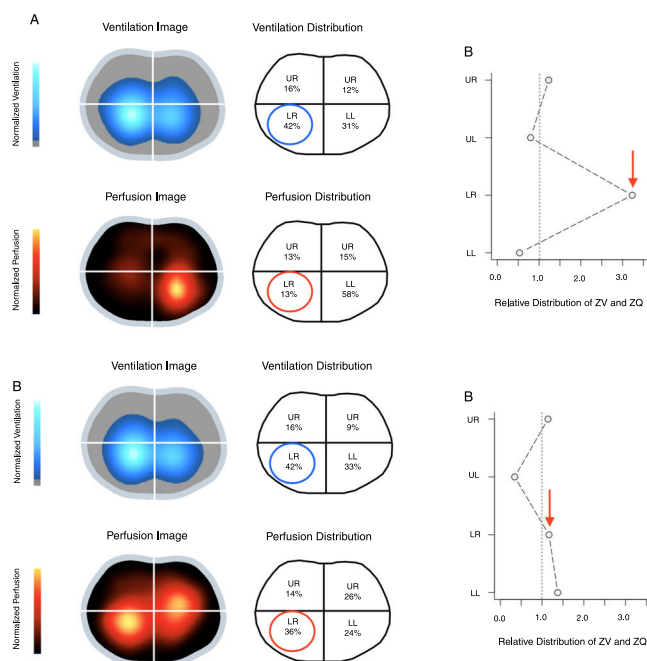 A
Ventilation Image
Ventilation Distribution
Normalized Ventilation
UR
16%
UR
12%
LR
42%
LL
31%
Perfusion Image
Perfusion Distribution
Normalized Perfusion
UR
13%
UR
15%
LR
13%
LL
58%
B
UR
UL
LR
LL
0.0
1.0
2.0
3.0
Relative Distribution of ZV and ZQ
B
Ventilation Image
Ventilation Distribution
Normalized Ventilation
UR
16%
UR
9%
LR
42%
LL
33%
Perfusion Image
Perfusion Distribution
Normalized Perfusion
UR
14%
UR
26%
LR
36%
LL
24%
B
UR
UL
LR
LL
0.0
1.0
2.0
3.0
Relative Distribution of ZV and ZQ